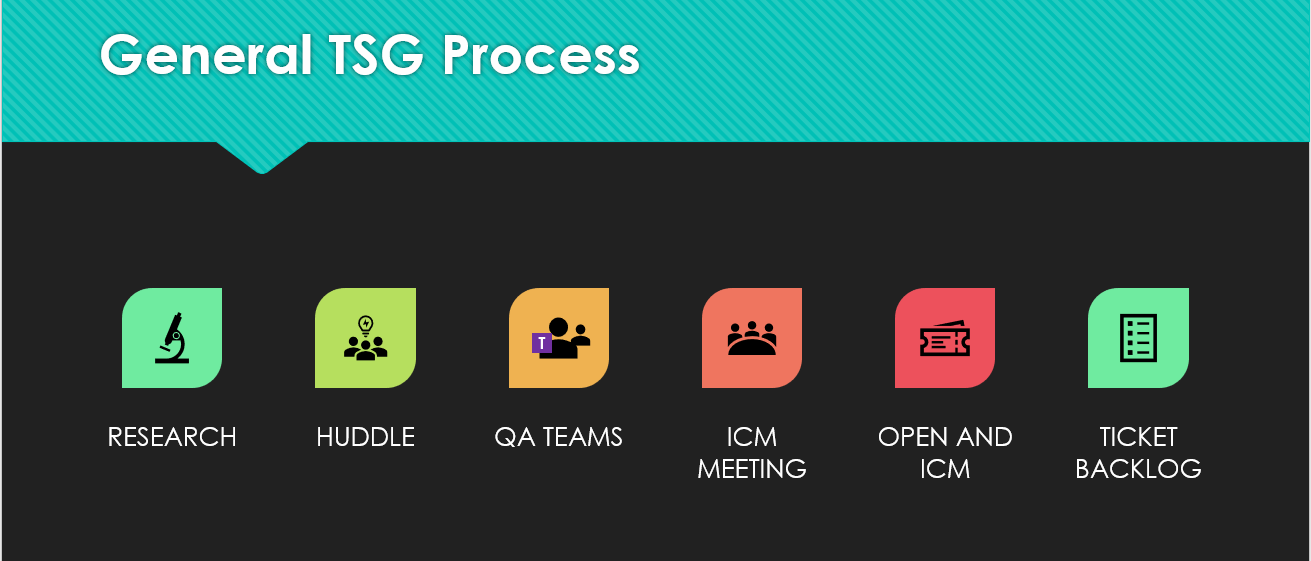 General TSG Process
T
RESEARCH
HUDDLE
QA TEAMS
ICM
MEETING
OPEN AND
ICM
TICKET
BACKLOG